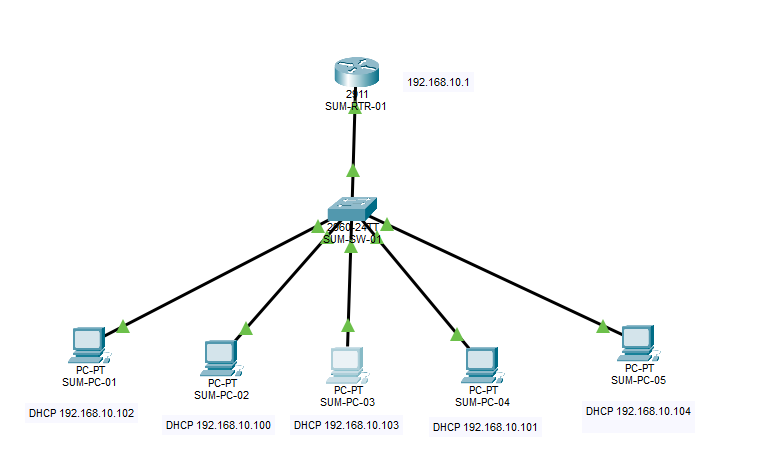 192.168.10.1
2911
SUM-RTR-01
2960-24TT
SUM-SW-01
PC-PT
SUM-PC-01
PC-PT
SUM-PC-02
PC-PT
SUM-PC-03
PC-PT
SUM-PC-04
PC-PT
SUM-PC-05
DHCP 192.168.10.102
DHCP 192.168.10.100
DHCP 192.168.10.103
DHCP 192.168.10.101
DHCP 192.168.10.104